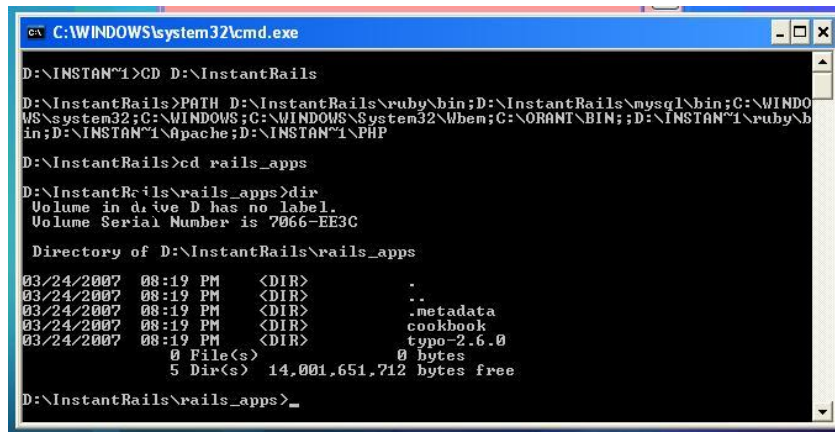 C:\WINDOWS\system32\cmd.exe
D:\INSTAN~1>CD D:\InstantRails
D:\InstantRails>PATH D:\InstantRails\ruby\bin;D:\InstantRails\mysql\bin;C:\WINDO
WS\system32;C:\WINDOWS;C:\WINDOWS\System32\Wbem;C:\ORANT\BIN;;D:\INSTAN~1\ruby\b
in;D:\INSTAN~1\Apache;D:\INSTAN~1\PHP
D:\InstantRails>cd rails_apps
D:\InstantRails\rails_apps>dir
Volume in drive D has no label.
Volume Serial Number is 7066-EE3C
Directory of D:\InstantRails\rails_apps
03/24/2007 08:19 PM <DIR> .
03/24/2007 08:19 PM <DIR> ..
03/24/2007 08:19 PM <DIR> .metadata
03/24/2007 08:19 PM <DIR> cookbook
03/24/2007 08:19 PM <DIR> typo-2.6.0
0 File(s) 0 bytes
5 Dir(s) 14,001,651,712 bytes free
D:\InstantRails\rails_apps>_